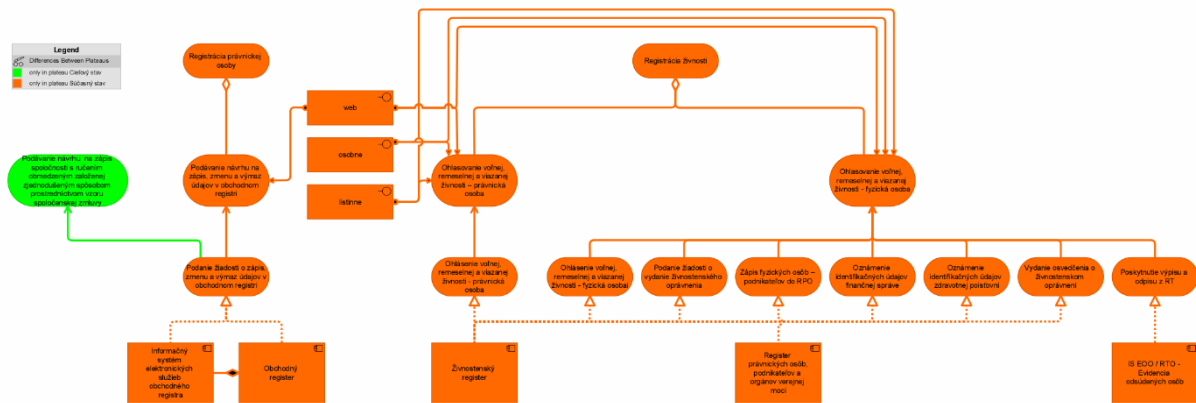 Legend
Differences Between Plateaus
only in plateau Cieľový stav
only in plateau Súčasný stav
Registrácia právnickej
osoby
Registrácia živnosti
web
osobne
listinne
Podávanie návrhu na zápis
spoločnosti s ručením
obmedzeným založenej
zjednodušeným spôsobom
prostredníctvom vzoru
spoločenskej zmluvy
Podávanie návrhu na
zápis, zmenu a výmaz
údajov v obchodnom
registri
Ohlasovanie voľnej,
remeselnej a viazanej
živnosti – právnická
osoba
Ohlasovanie voľnej,
remeselnej a viazanej
živnosti - fyzická osoba
Podanie žiadosti o zápis,
zmenu a výmaz údajov v
obchodnom registri
Ohlásenie voľnej,
remeselnej a viazanej
živnosti - právnická
osoba
Ohlásenie voľnej,
remeselnej a viazanej
živnosti - fyzická osobai
Podanie žiadosti o
vydanie živnostenského
oprávnenia
Zápis fyzických osôb –
podnikateľov do RPO
Oznámenie
identifikačných údajov
finančnej správe
Oznámenie
identifikačných údajov
zdravotnej poisťovni
Vydanie osvedčenia o
živnostenskom
oprávnení
Poskytnutie výpisu a
odpisu z RT
Informačný
systém
elektronických
služieb
obchodného
registra
Obchodný
register
Živnostenský
register
Register
právnických osôb,
podnikateľov a
orgánov verejnej
moci
IS EOO / RTO -
Evidencia
odsúdených osôb